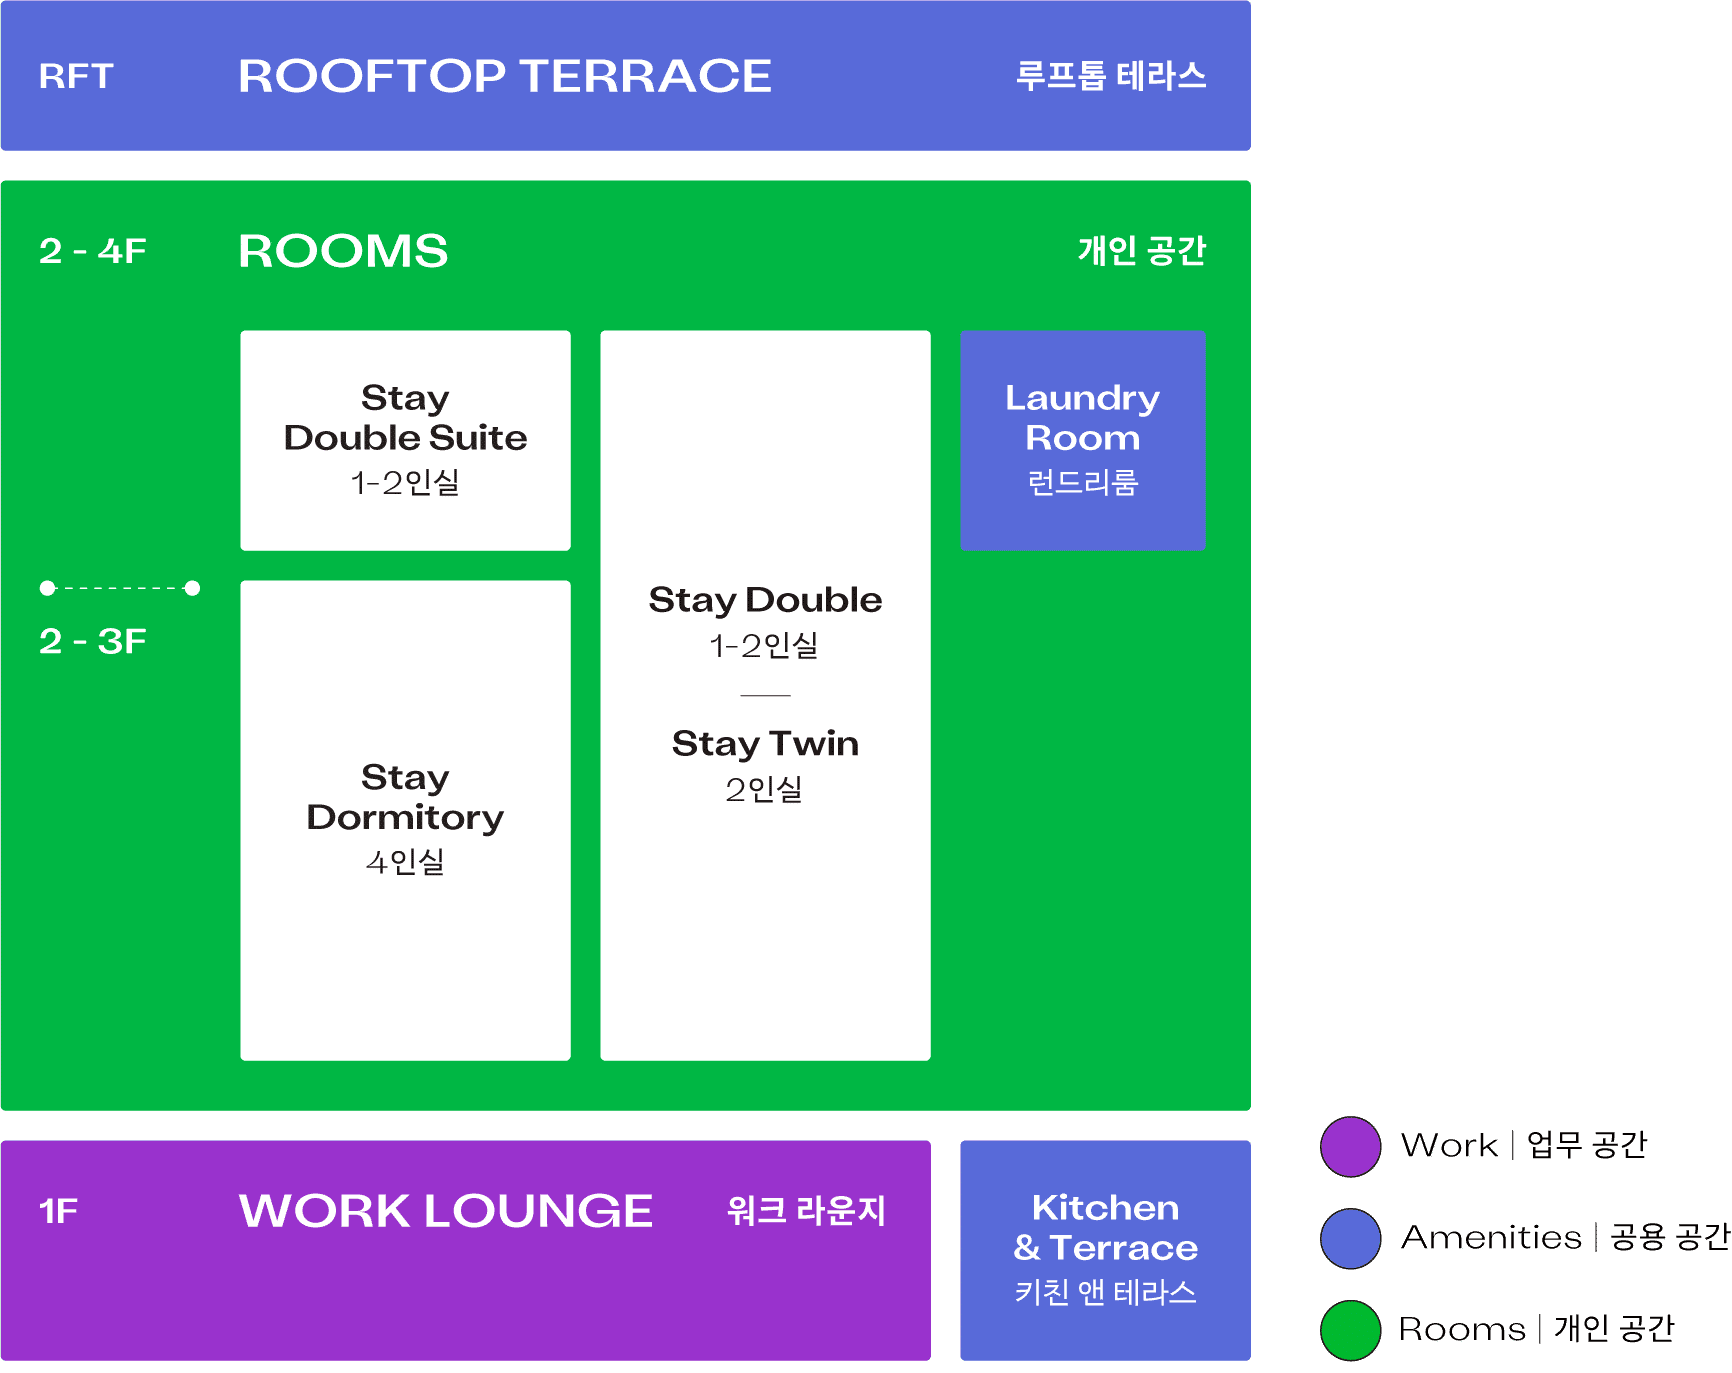 RFT ROOFTOP TERRACE 루프톱 테라스
2 - 4F ROOMS 개인 공간
Stay
Double Suite
1-2인실
Laundry
Room
런드리룸
2 - 3F
Stay Double
1-2인실
Stay Twin
2인실
Stay
Dormitory
4인실
1F WORK LOUNGE 워크 라운지
Kitchen
& Terrace
키친 앤 테라스
Work | 업무 공간
Amenities | 공용 공간
Rooms | 개인 공간